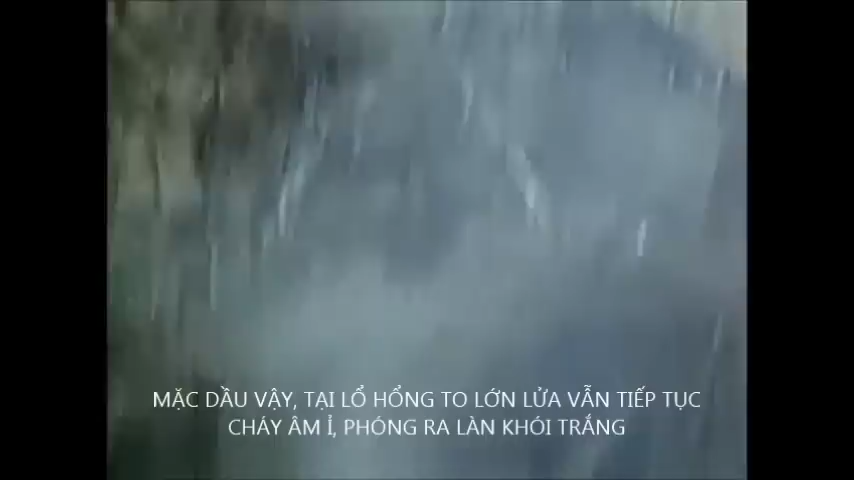 MẶC DẦU VẬY, TẠI LỔ HỔNG TO LỚN LỬA VẪN TIẾP TỤC
CHÁY ÂM Ỉ, PHÓNG RA LÀN KHÓI TRẮNG